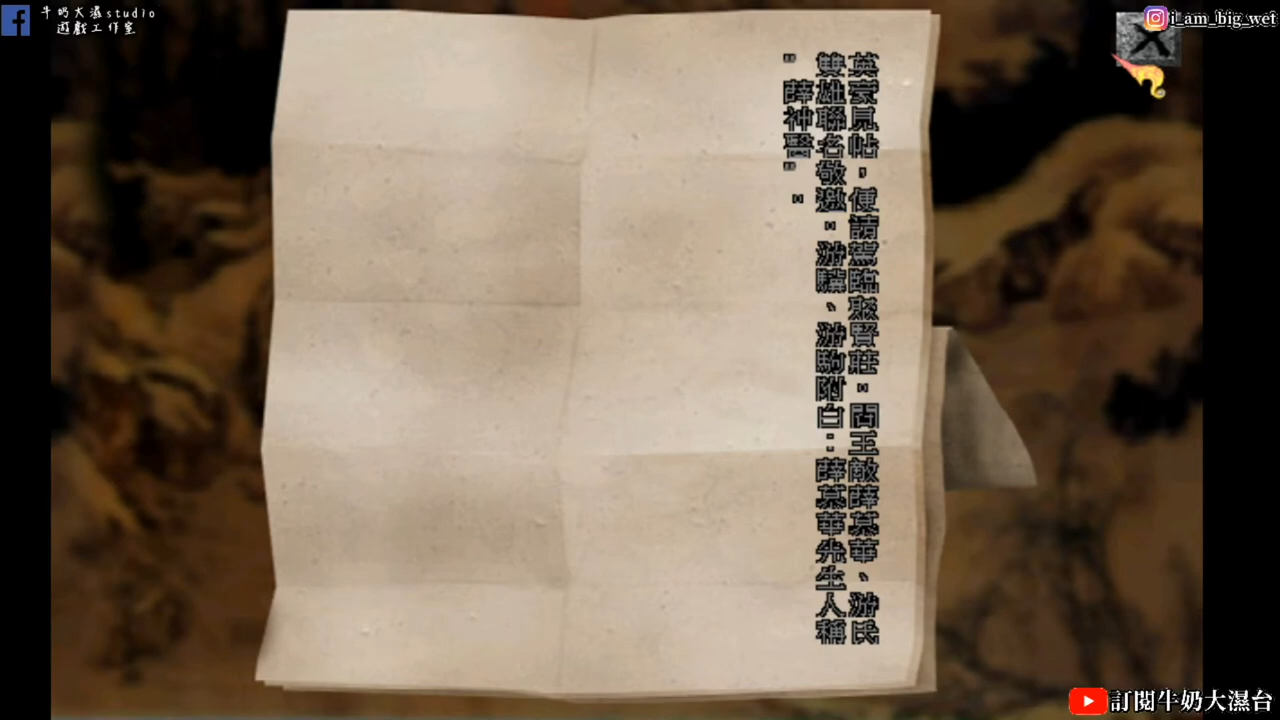 牛奶大濕studio
遊戲工作室
i_am_big_wet
英豪見帖，便請駕臨聚賢莊。閻王敵薛慕華、游氏
雙雄聯名敬邀。游驥、游駒附白：薛慕華先生人稱
"薛神醫"。
訂閱牛奶大濕台